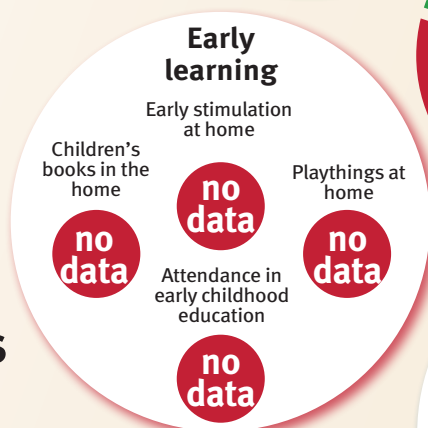 Early
learning
Early stimulation
at home
no
data
Children’s
books in the
home
no
data
Playthings at
home
no
data
Attendance in
early childhood
education
no
data
s